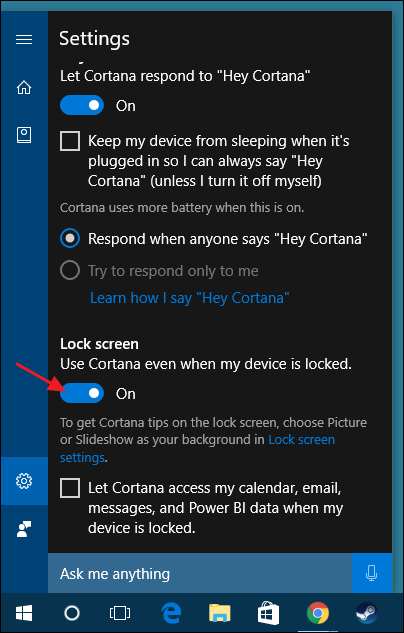 Settings
Let Cortana respond to "Hey Cortana"
On
Keep my device from sleeping when it's
plugged in so I can always say "Hey
Cortana" (unless I turn it off myself)
Cortana uses more battery when this is on.
Respond when anyone says "Hey Cortana"
Try to respond only to me
Learn how I say "Hey Cortana"
Lock screen
Use Cortana even when my device is locked.
On
To get Cortana tips on the lock screen, choose Picture
or Slideshow as your background in Lock screen
settings.
Let Cortana access my calendar, email,
messages, and Power BI data when my
device is locked.
Ask me anything